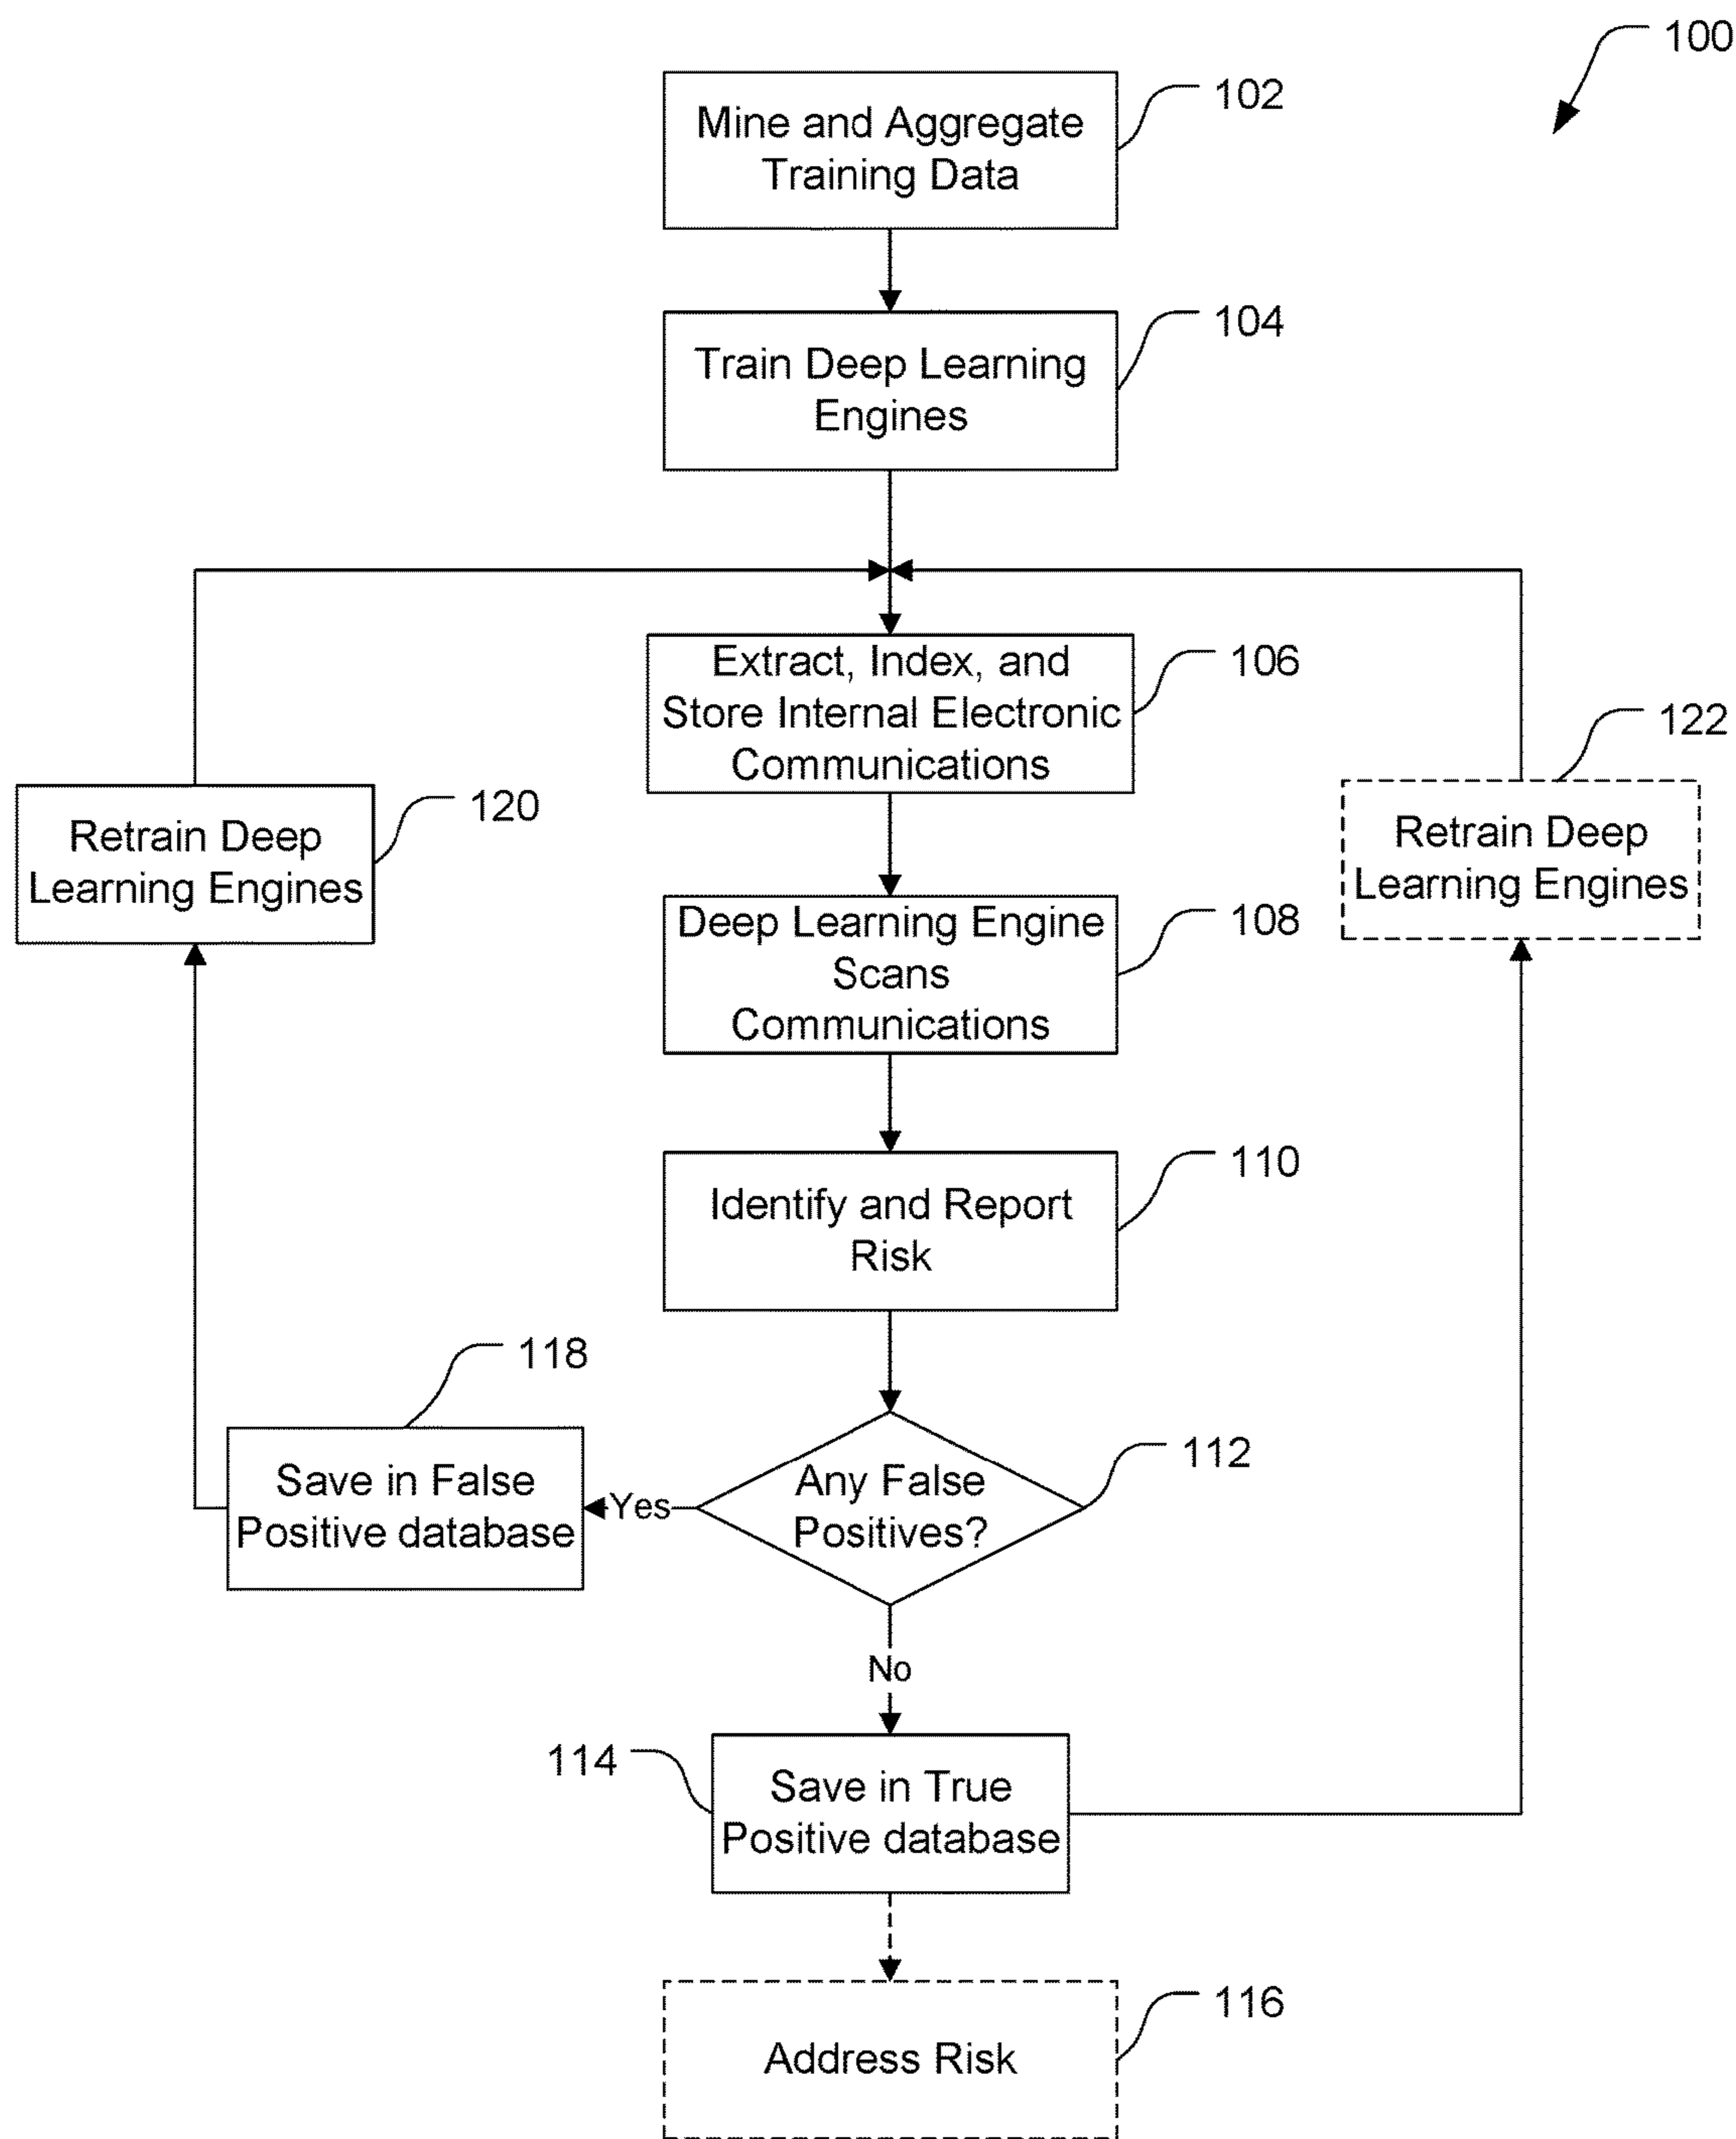 100
Mine and Aggregate
Training Data
102
Train Deep Learning
Engines
104
Extract, Index, and
Store Internal Electronic
Communications
106
Retrain Deep
Learning Engines
120
Retrain Deep
Learning Engines
122
Deep Learning Engine
Scans
Communications
108
Identify and Report
Risk
110
118
Save in False
Positive database
Yes
Any False
Positives?
112
No
114
Save in True
Positive database
Address Risk
116